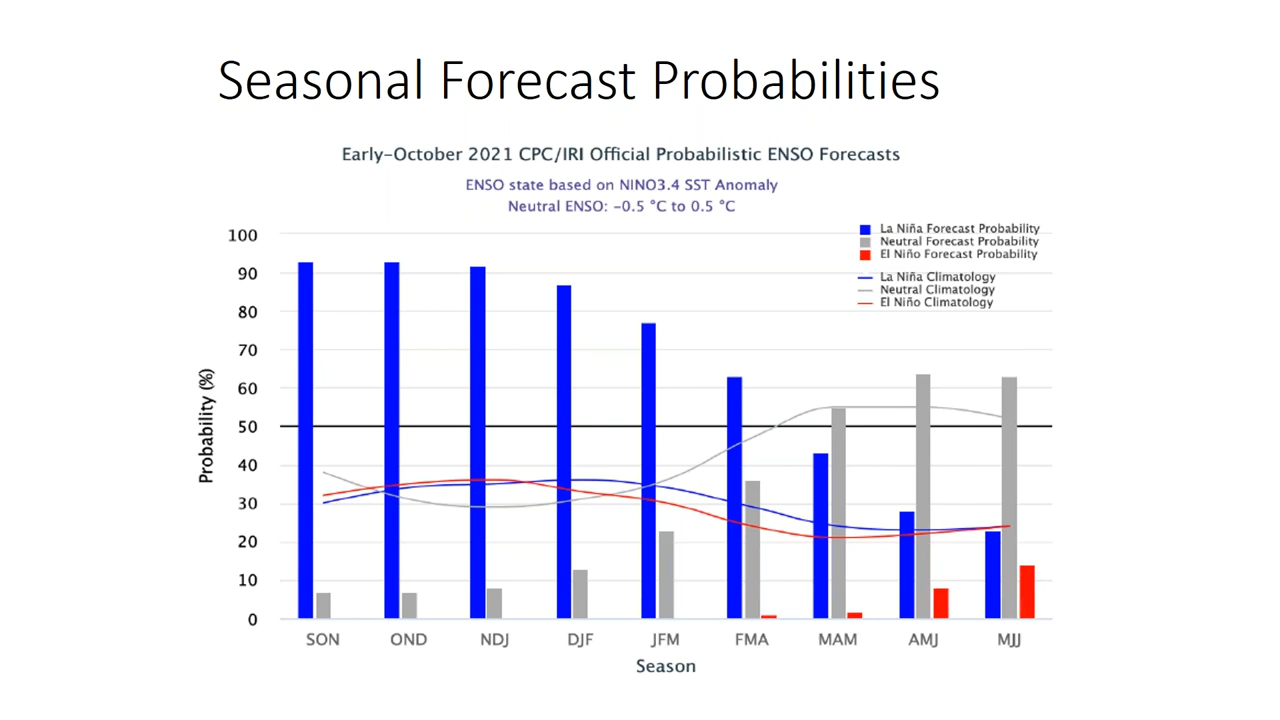 Seasonal Forecast Probabilities
Early-October 2021 CPC/IRI Official Probabilistic ENSO Forecasts
ENSO state based on NINO3.4 SST Anomaly
Neutral ENSO: -0.5 °C to 0.5 °C
La Niña Forecast Probability
Neutral Forecast Probability
El Niño Forecast Probability
La Niña Climatology
Neutral Climatology
El Niño Climatology
100
90
80
70
60
50
40
30
20
10
0
Probability (%)
SON OND NDJ DJF JFM FMA MAM AMJ MJJ
Season